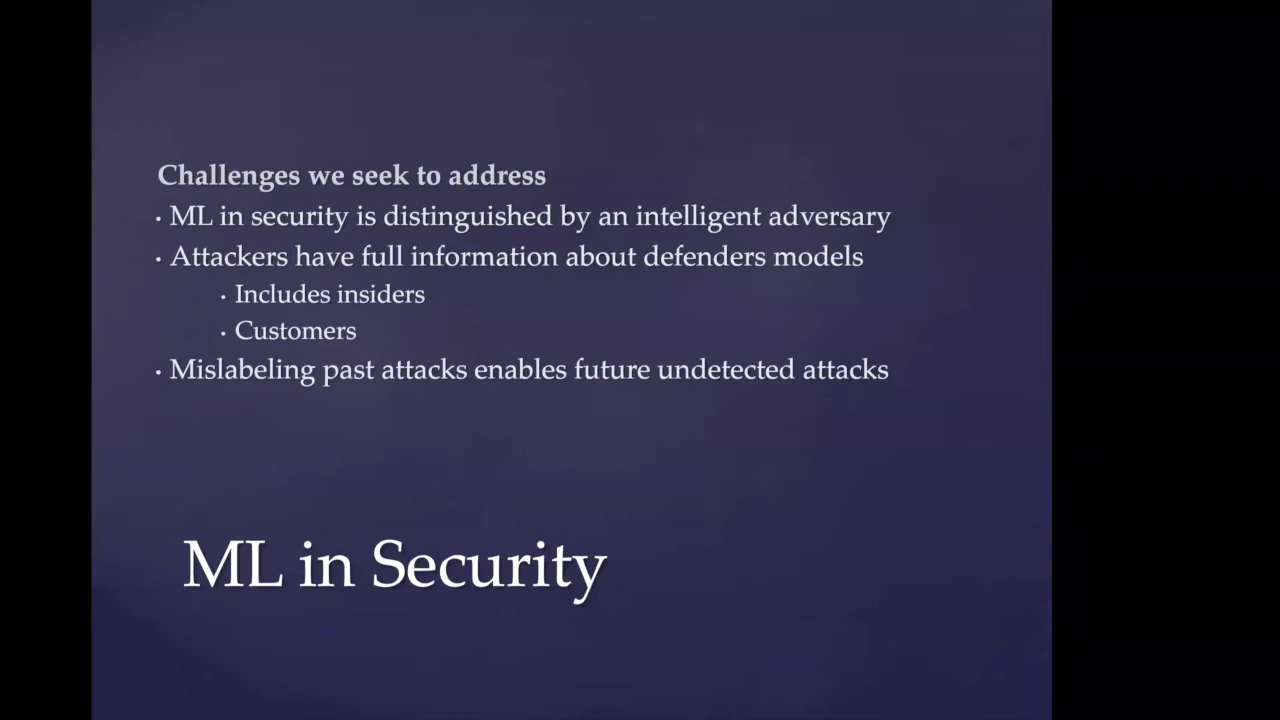 Challenges we seek to address
• ML in security is distinguished by an intelligent adversary
• Attackers have full information about defenders models
• Includes insiders
• Customers
• Mislabeling past attacks enables future undetected attacks
ML in Security